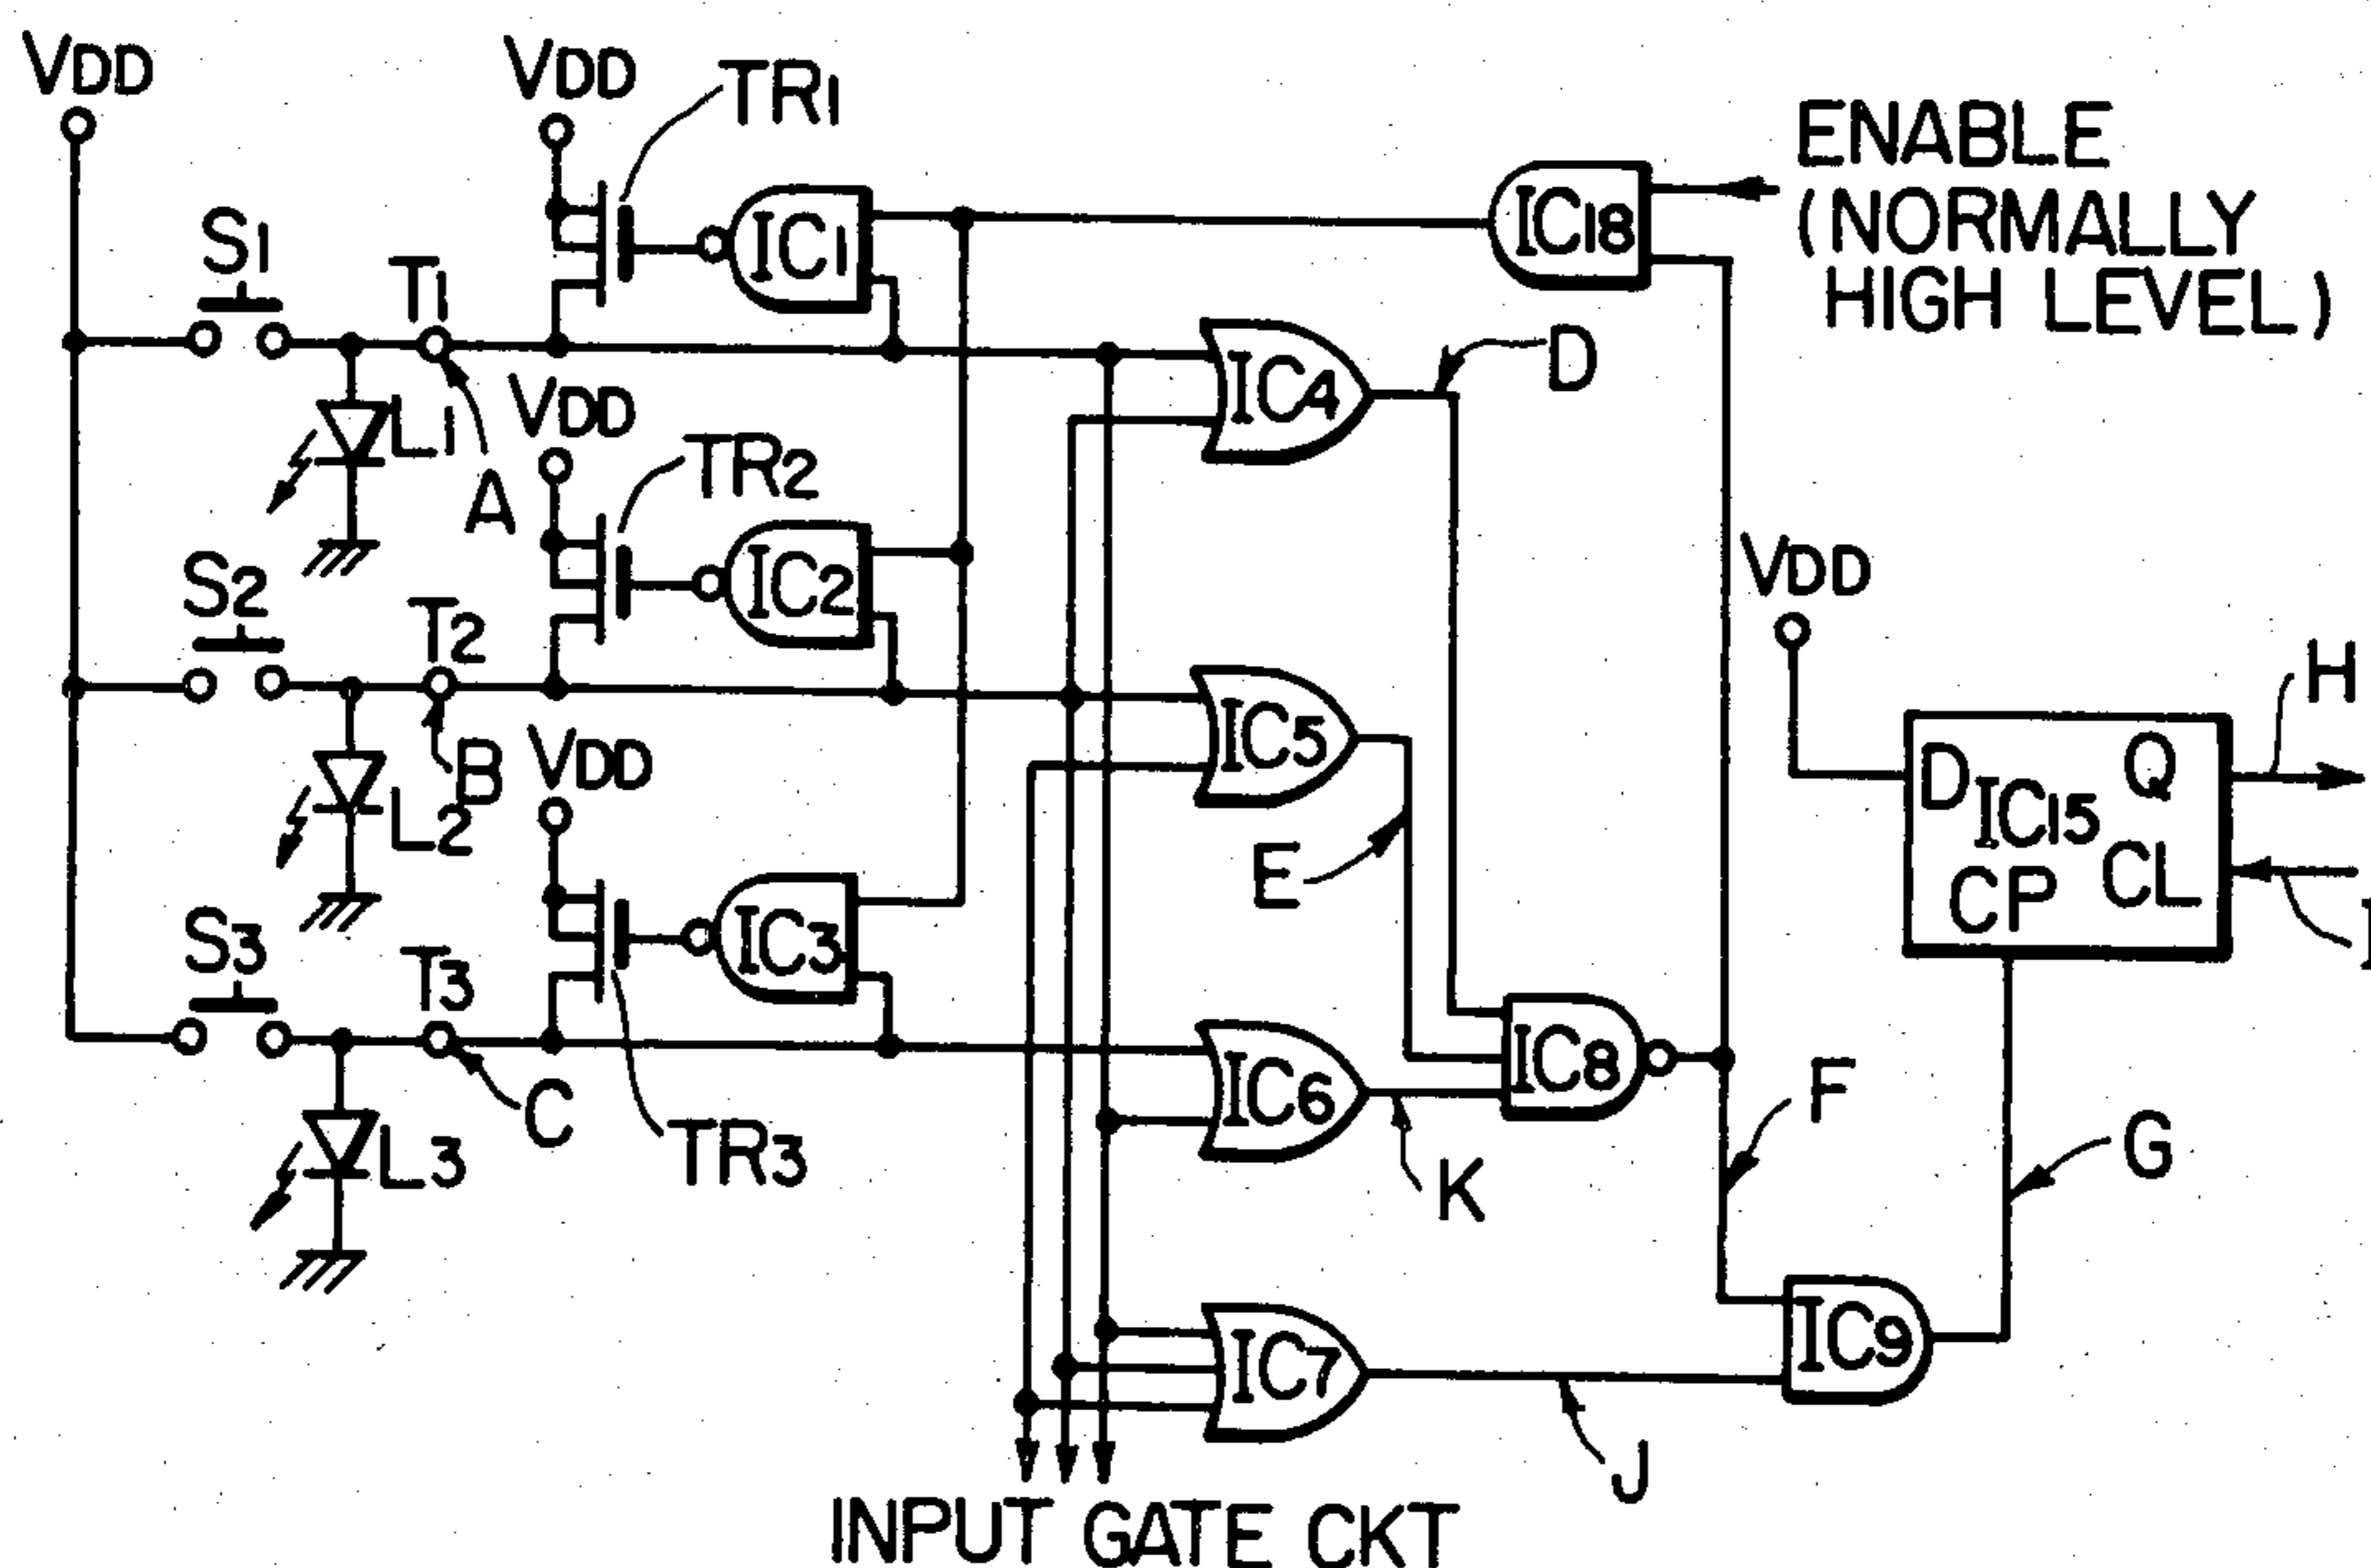 VDD
VDD
TR1
ENABLE
(NORMALLY
HIGH LEVEL)
S1
T1
IC1
IC18
L1
A
VDD
TR2
IC4
D
S2
T2
IC2
VDD
L2
B
VDD
IC5
E
H
D
IC15
Q
CP
CL
I
S3
T3
IC3
C
L3
TR3
IC6
K
IC8
F
G
IC7
IC9
J
INPUT GATE CKT